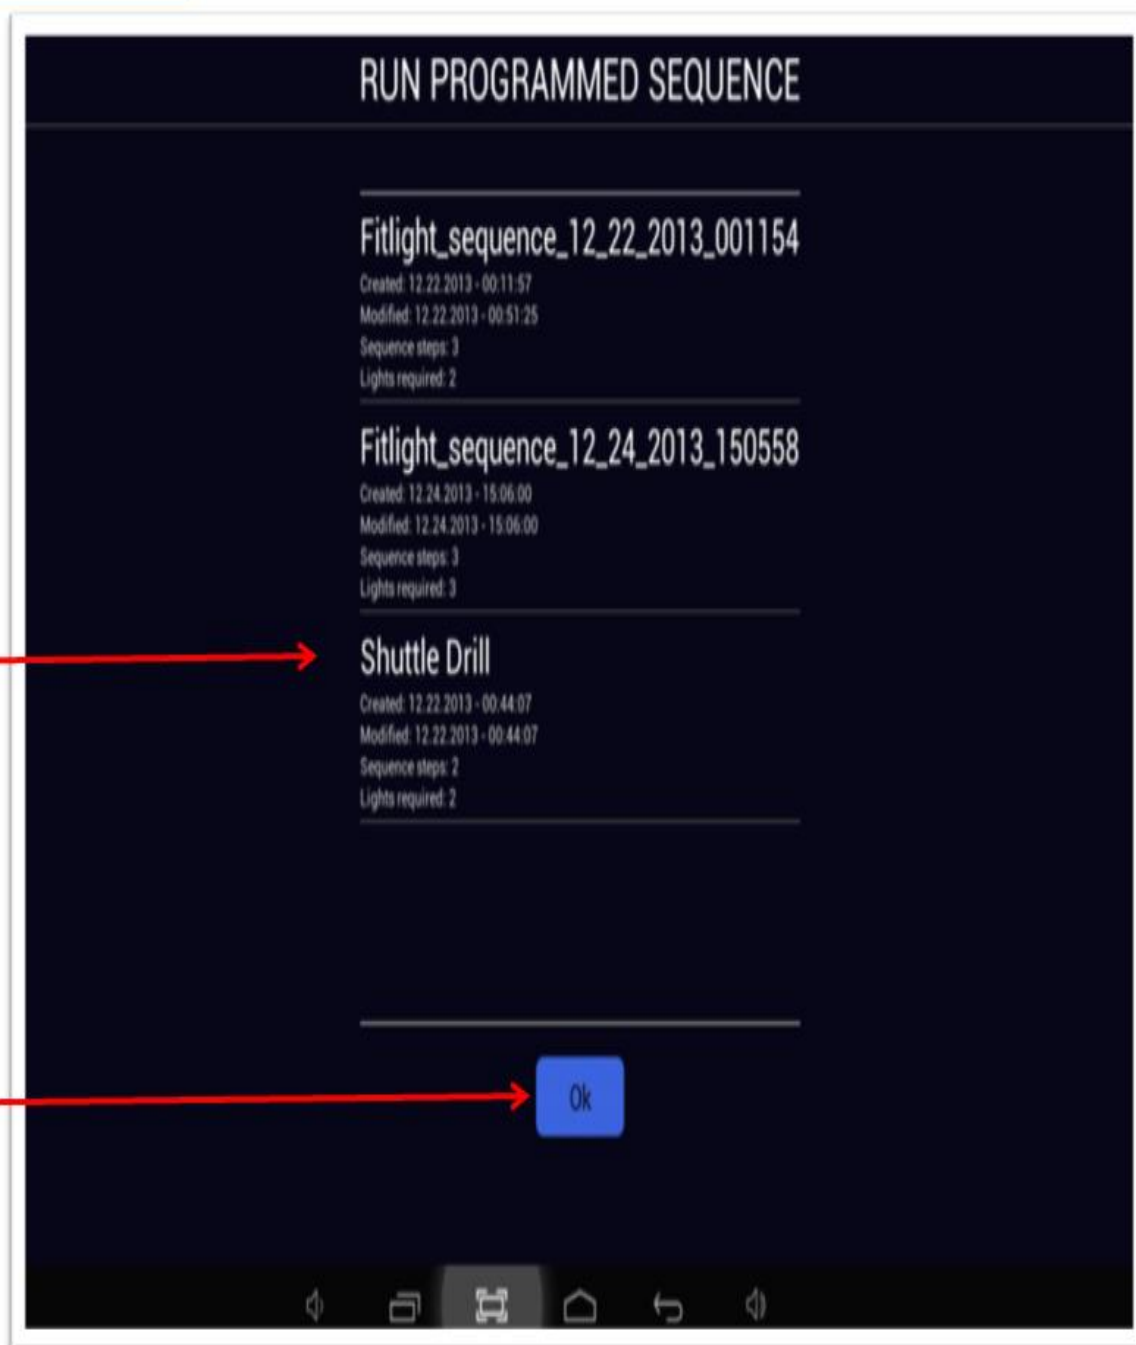 RUN PROGRAMMED SEQUENCE
Fitlight_sequence_12_22_2013_001154
Created: 12.22.2013 - 00:11:57
Modified: 12.22.2013 - 00:51:25
Sequence steps: 3
Lights required: 2
Fitlight_sequence_12_24_2013_150558
Created: 12.24.2013 - 15:06:00
Modified: 12.24.2013 - 15:06:00
Sequence steps: 3
Lights required: 3
Shuttle Drill
Created: 12.22.2013 - 00:44:07
Modified: 12.22.2013 - 00:44:07
Sequence steps: 2
Lights required: 2
Ok